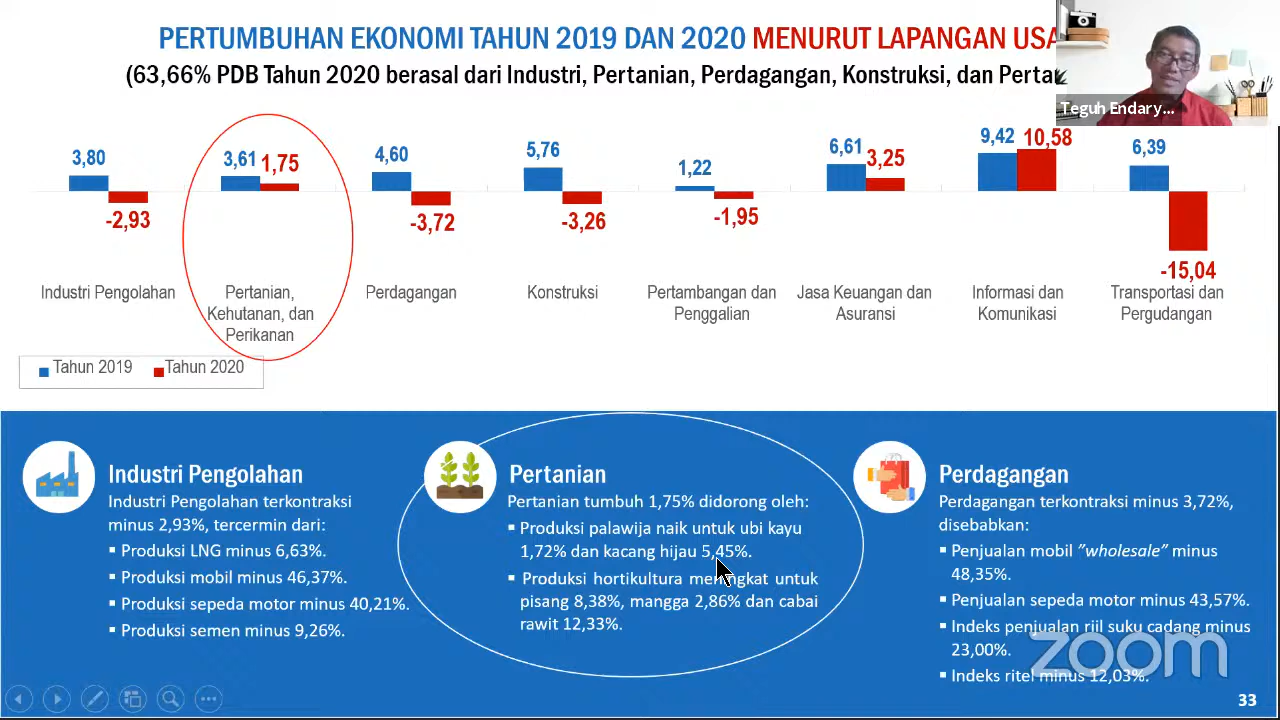 PERTUMBUHAN EKONOMI TAHUN 2019 DAN 2020 MENURUT LAPANGAN
(63,66% PDB Tahun 2020 berasal dari Industri, Pertanian, Perdagangan, Konstruksi, dan
Teguh Endary...
3,80
-2,93
3,61
1,75
4,60
-3,72
5,76
-3,26
1,22
-1,95
6,61
3,25
9,42
10,58
6,39
-15,04
Industri Pengolahan
Pertanian,
Kehutanan, dan
Perikanan
Perdagangan
Konstruksi
Pertambangan dan
Penggalian
Jasa Keuangan dan
Asuransi
Informasi dan
Komunikasi
Transportasi dan
Pergudangan
Tahun 2019
Tahun 2020
Industri Pengolahan
Industri Pengolahan terkontraksi
minus 2,93%, tercermin dari:
▪ Produksi LNG minus 6,63%.
▪ Produksi mobil minus 46,37%.
▪ Produksi sepeda motor minus 40,21%.
▪ Produksi semen minus 9,26%.
Pertanian
Pertanian tumbuh 1,75% didorong oleh:
▪ Produksi palawija naik untuk ubi kayu
1,72% dan kacang hijau 5,45%.
▪ Produksi hortikultura meningkat untuk
pisang 8,38%, mangga 2,86% dan cabai
rawit 12,33%.
Perdagangan
Perdagangan terkontraksi minus 3,72%,
disebabkan:
▪ Penjualan mobil ”wholesale” minus
48,35%.
▪ Penjualan sepeda motor minus 43,57%.
▪ Indeks penjualan riil suku cadang minus
23,00%.
▪ Indeks ritel minus 12,03%.
zoom
33